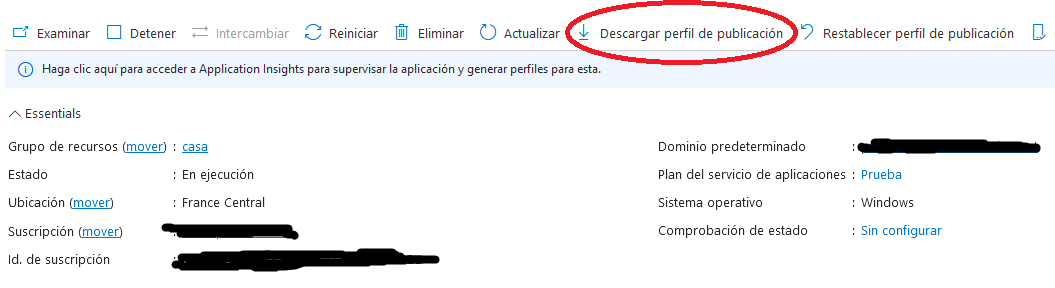 Examinar Detener Intercambiar Reiniciar Eliminar Actualizar Descargar perfil de publicación Restablecer perfil de publicación
Haga clic aquí para acceder a Application Insights para supervisar la aplicación y generar perfiles para esta.
Essentials
Grupo de recursos (mover) : casa
Estado : En ejecución
Ubicación (mover) : France Central
Suscripción (mover) :
Id. de suscripción :
Dominio predeterminado :
Plan del servicio de aplicaciones : Prueba
Sistema operativo : Windows
Comprobación de estado : Sin configurar